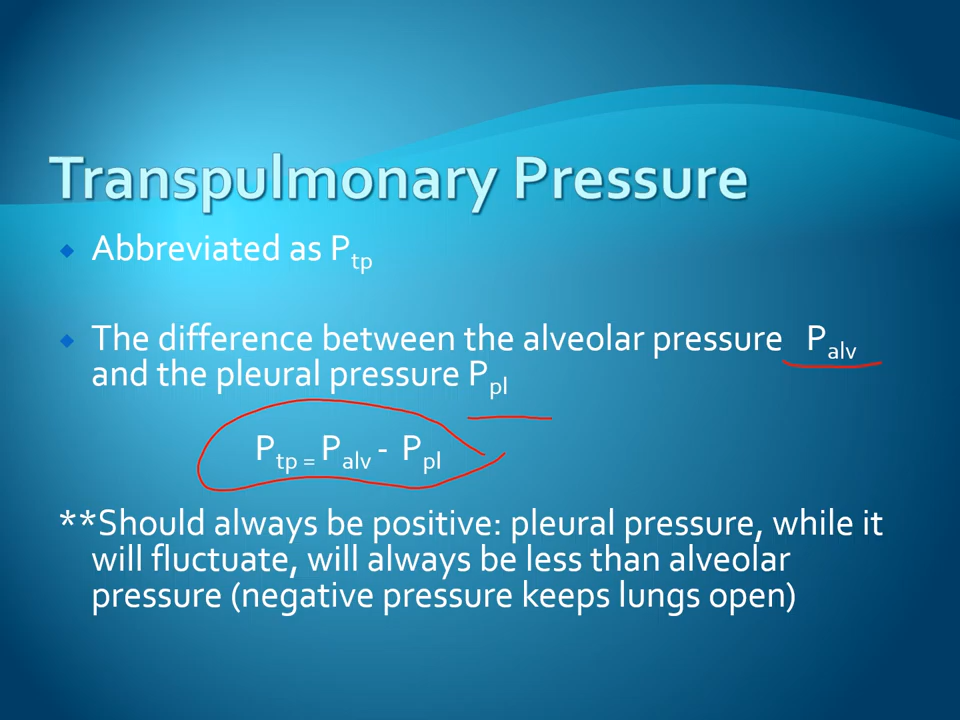 Transpulmonary Pressure
Abbreviated as Ptp
The difference between the alveolar pressure Palv
and the pleural pressure Ppl
Ptp = Palv - Ppl
**Should always be positive: pleural pressure, while it
will fluctuate, will always be less than alveolar
pressure (negative pressure keeps lungs open)